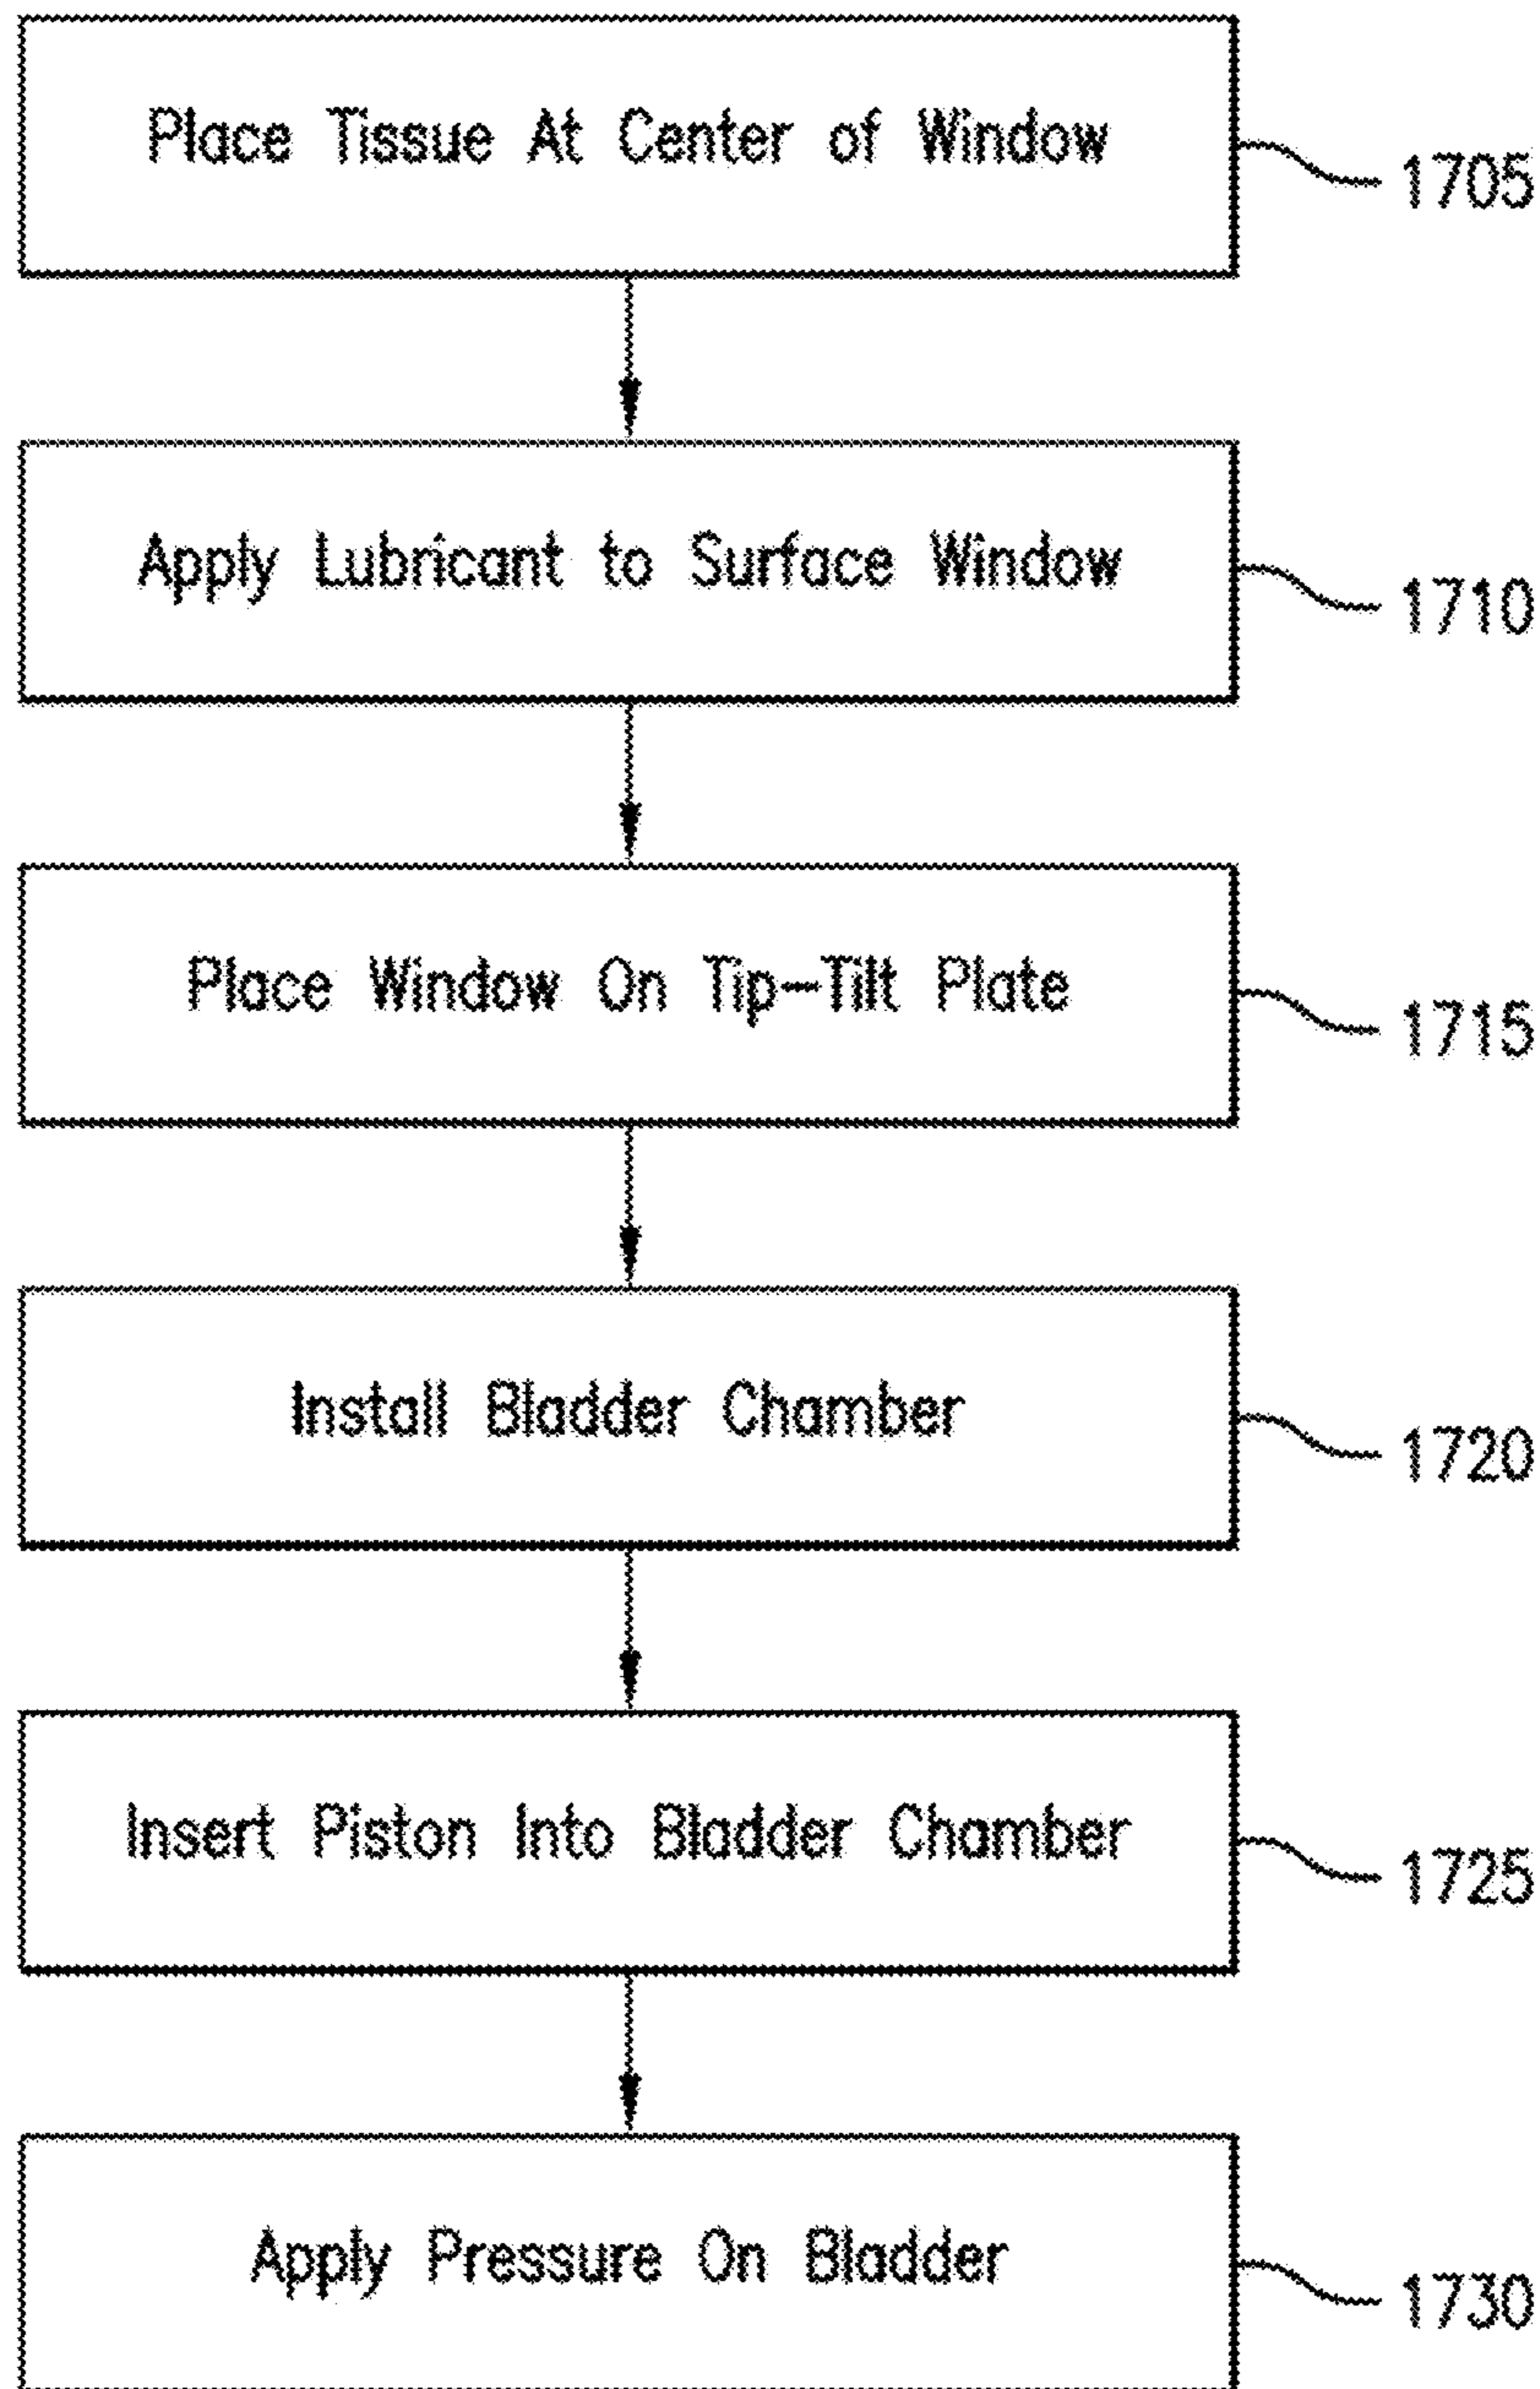 Place Tissue At Center of Window
1705
Apply Lubricant to Surface Window
1710
Place Window On Tip-Tilt Plate
1715
Install Bladder Chamber
1720
Insert Piston Into Bladder Chamber
1725
Apply Pressure On Bladder
1730